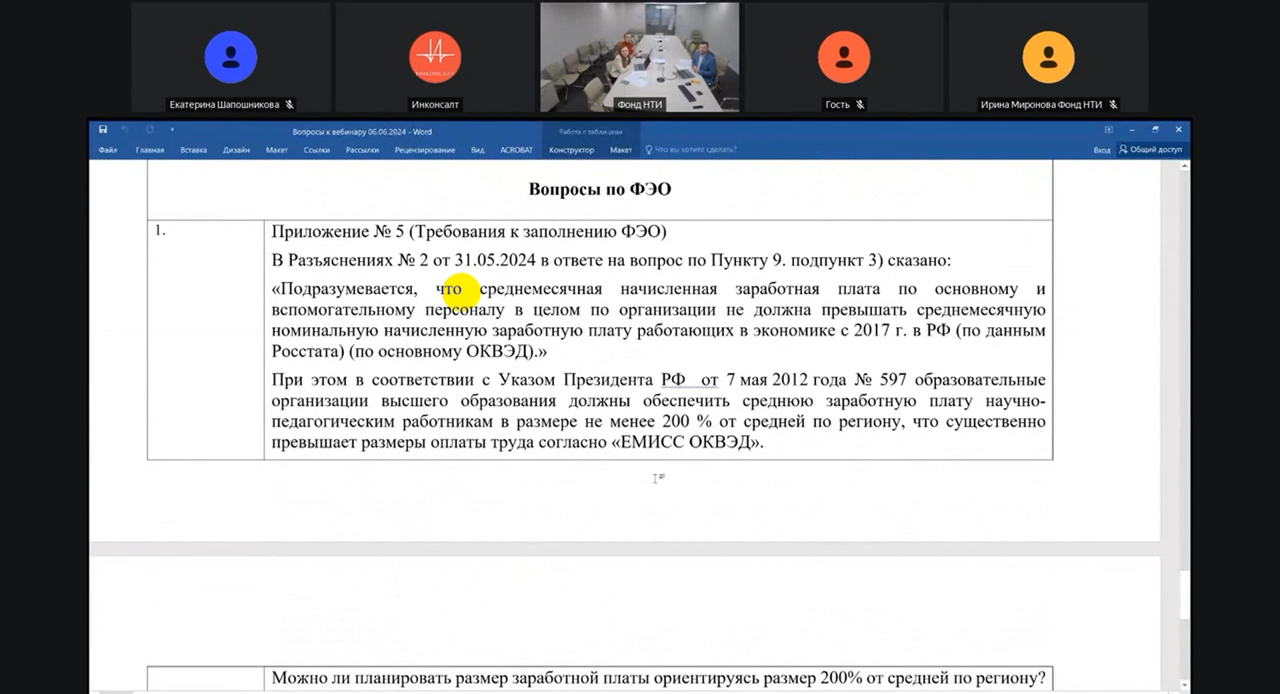 Екатерина Шапошникова
Инконсалт
Фонд НТИ
Гость
Ирина Миронова Фонд НТИ
Вопросы к вебинару 06.06.2024 - Word
Работа с таблицами
Файл Главная Вставка Дизайн Макет Ссылки Рассылки Рецензирование Вид ACROBAT Конструктор Макет Что вы хотите сделать? Вход Общий доступ
Вопросы по ФЭО
1.
Приложение № 5 (Требования к заполнению ФЭО)
В Разъяснениях № 2 от 31.05.2024 в ответе на вопрос по Пункту 9. подпункт 3) сказано:
«Подразумевается, что среднемесячная начисленная заработная плата по основному и
вспомогательному персоналу в целом по организации не должна превышать среднемесячную
номинальную начисленную заработную плату работающих в экономике с 2017 г. в РФ (по данным
Росстата) (по основному ОКВЭД).»
При этом в соответствии с Указом Президента РФ от 7 мая 2012 года № 597 образовательные
организации высшего образования должны обеспечить среднюю заработную плату научно-
педагогическим работникам в размере не менее 200 % от средней по региону, что существенно
превышает размеры оплаты труда согласно «ЕМИСС ОКВЭД».
Можно ли планировать размер заработной платы ориентируясь размер 200% от средней по региону?